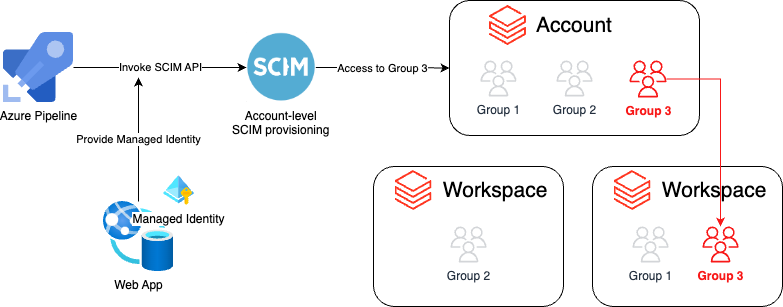 Account
Azure Pipeline
Invoke SCIM API
SCIM
Account-level
SCIM provisioning
Access to Group 3
Group 1
Group 2
Group 3
Provide Managed Identity
Managed Identity
Web App
Workspace
Group 2
Workspace
Group 1
Group 3